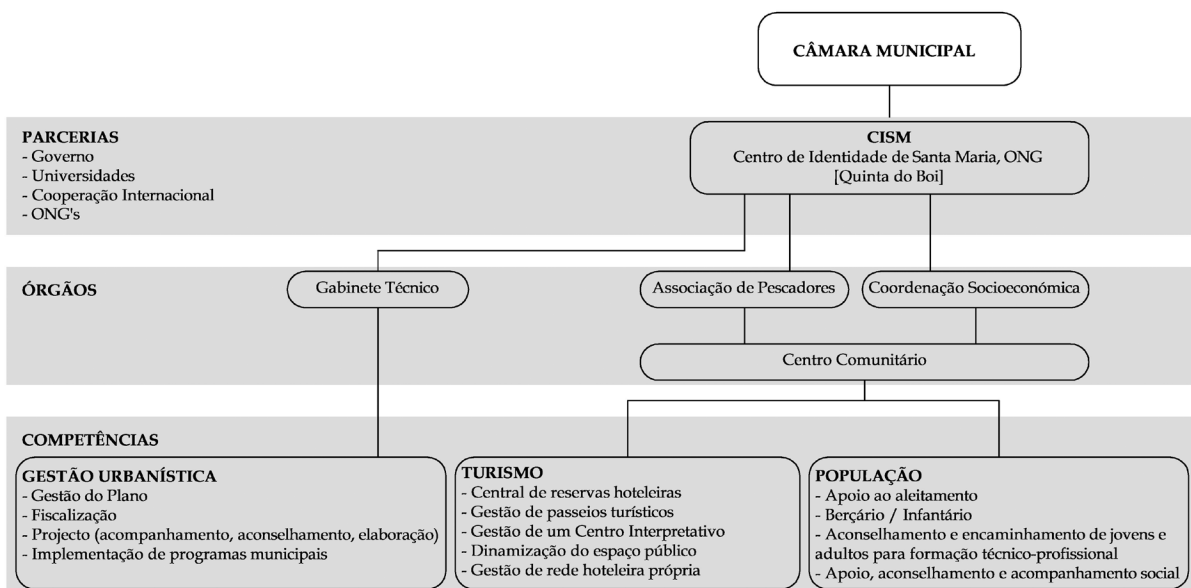 CÂMARA MUNICIPAL
PARCERIAS
- Governo
- Universidades
- Cooperação Internacional
- ONG's
CISM
Centro de Identidade de Santa Maria, ONG
[Quinta do Boi]
ÓRGÃOS
Gabinete Técnico
Associação de Pescadores
Coordenação Socioeconómica
Centro Comunitário
COMPETÊNCIAS
GESTÃO URBANÍSTICA
- Gestão do Plano
- Fiscalização
- Projecto (acompanhamento, aconselhamento, elaboração)
- Implementação de programas municipais
TURISMO
- Central de reservas hoteleiras
- Gestão de passeios turísticos
- Gestão de um Centro Interpretativo
- Dinamização do espaço público
- Gestão de rede hoteleira própria
POPULAÇÃO
- Apoio ao aleitamento
- Berçário / Infantário
- Aconselhamento e encaminhamento de jovens e
adultos para formação técnico-profissional
- Apoio, aconselhamento e acompanhamento social